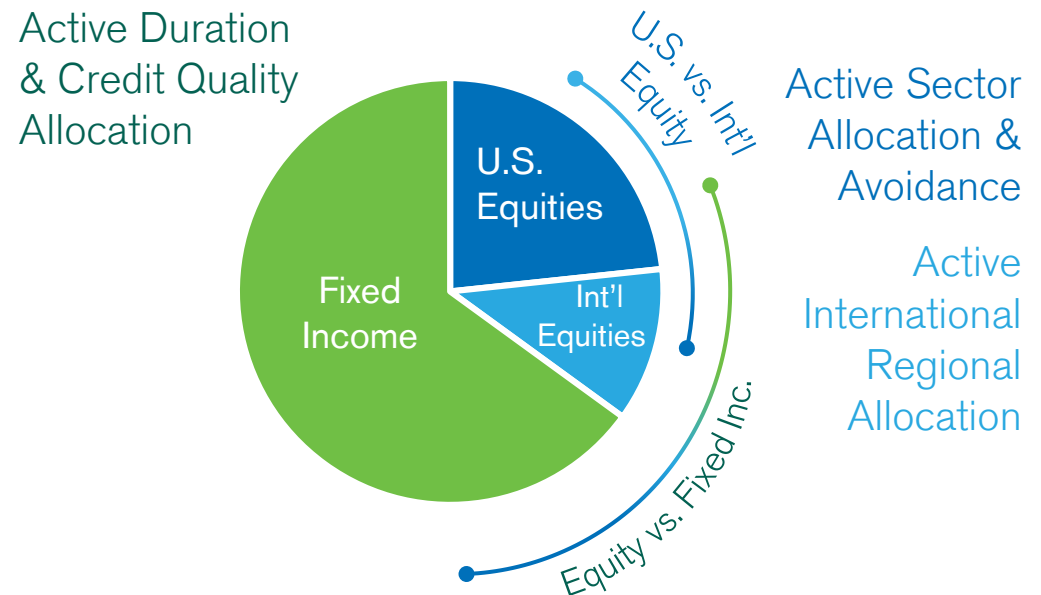 Active Duration
& Credit Quality
Allocation
U.S. vs. Int'l
Equity
Active Sector
Allocation &
Avoidance
U.S.
Equities
Active
International
Regional
Allocation
Fixed
Income
Int'l
Equities
Equity vs. Fixed Inc.